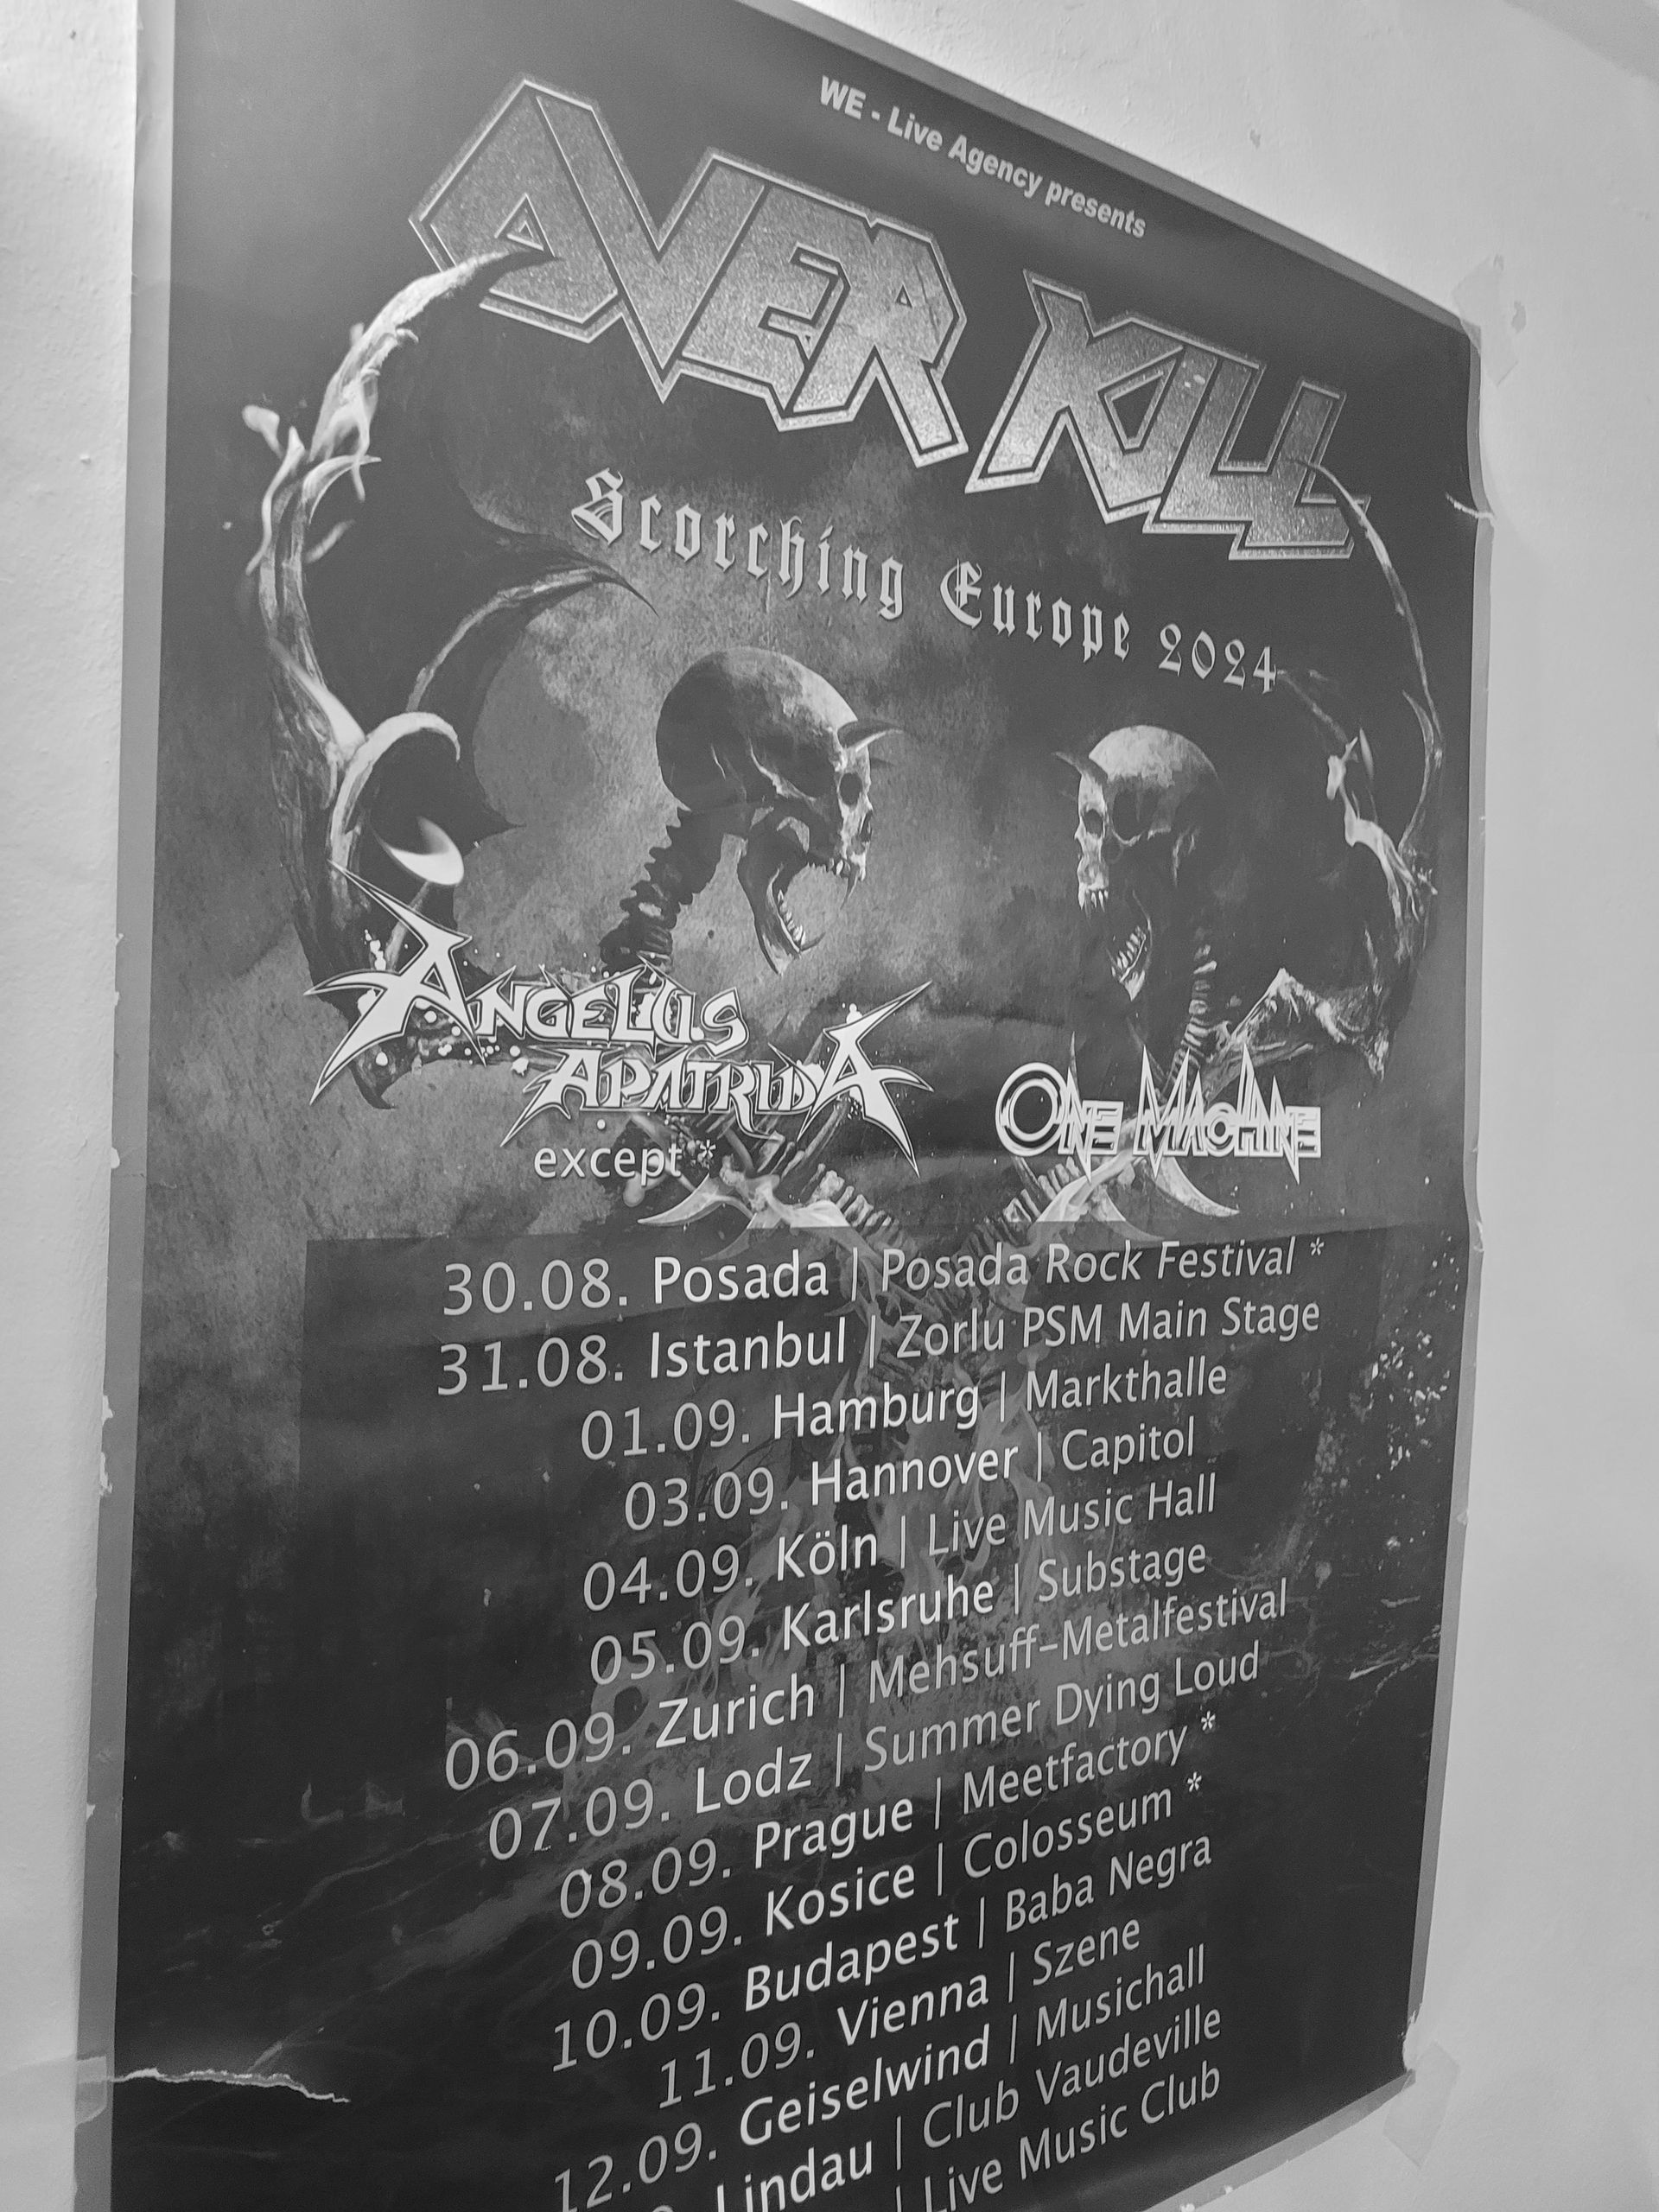 WE - Live Agency presents
OVER KILL
Scorching Europe 2024
ANGELUS
APATRIDA
except *
ONE MACHINE
30.08. Posada | Posada Rock Festival *
31.08. Istanbul | Zorlu PSM Main Stage
01.09. Hamburg | Markthalle
03.09. Hannover | Capitol
04.09. Köln | Live Music Hall
05.09. Karlsruhe | Substage
06.09. Zurich | Mehsuff-Metalfestival
07.09. Lodz | Summer Dying Loud
08.09. Prague | Meetfactory *
09.09. Kosice | Colosseum *
10.09. Budapest | Baba Negra
11.09. Vienna | Szene
12.09. Geiselwind | Musichall
Lindau | Club Vaudeville
| Live Music Club